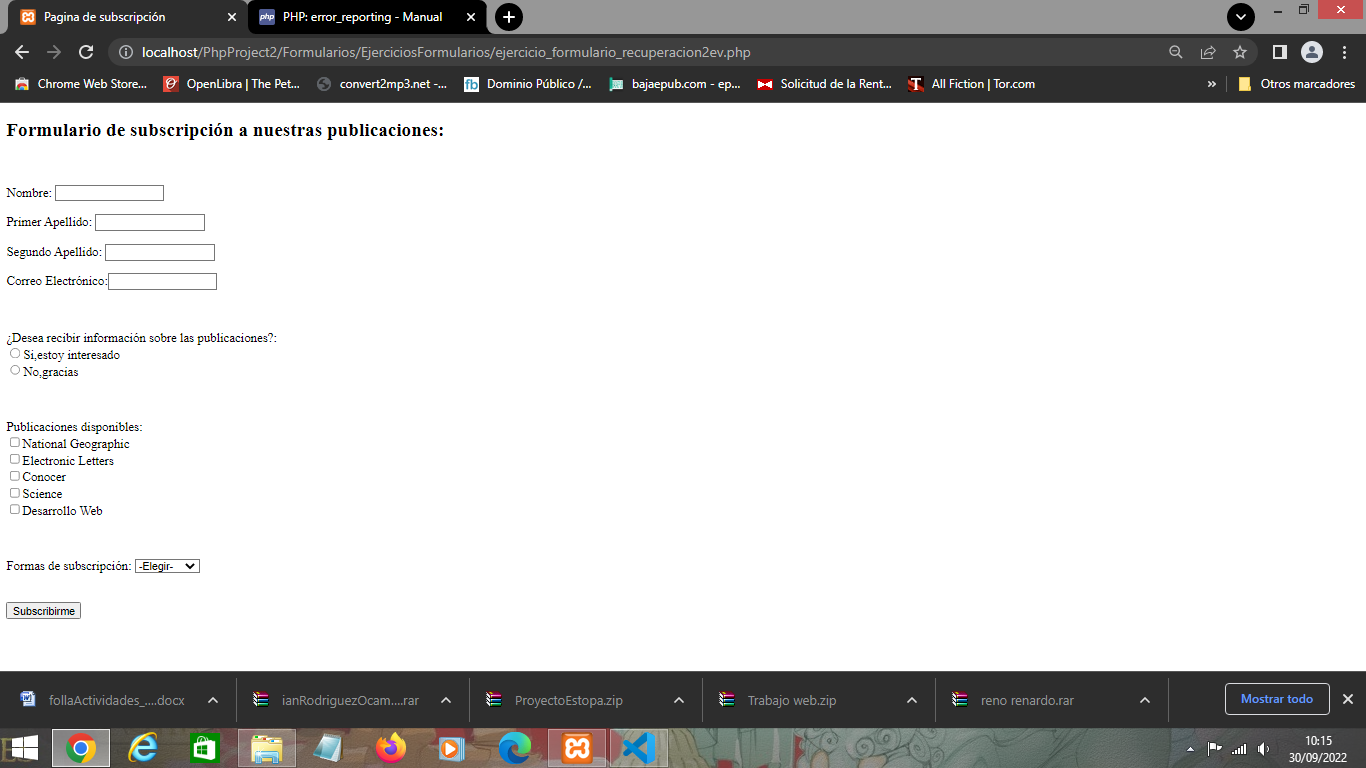 Pagina de subscripción
php PHP: error_reporting - Manual
localhost/PhpProject2/Formularios/EjerciciosFormularios/ejercicio_formulario_recuperacion2ev.php
Chrome Web Store... OpenLibra | The Pet... convert2mp3.net -... fb Dominio Público /... bajaepub.com - ep... Solicitud de la Rent... T All Fiction | Tor.com » Otros marcadores
Formulario de subscripción a nuestras publicaciones:
Nombre:
Primer Apellido:
Segundo Apellido:
Correo Electrónico:
¿Desea recibir información sobre las publicaciones?:
Si,estoy interesado
No,gracias
Publicaciones disponibles:
National Geographic
Electronic Letters
Conocer
Science
Desarrollo Web
Formas de subscripción: -Elegir-
Subscribirme
follaActividades_....docx ianRodriguezOcam....rar ProyectoEstopa.zip Trabajo web.zip reno renardo.rar Mostrar todo
10:15
30/09/2022